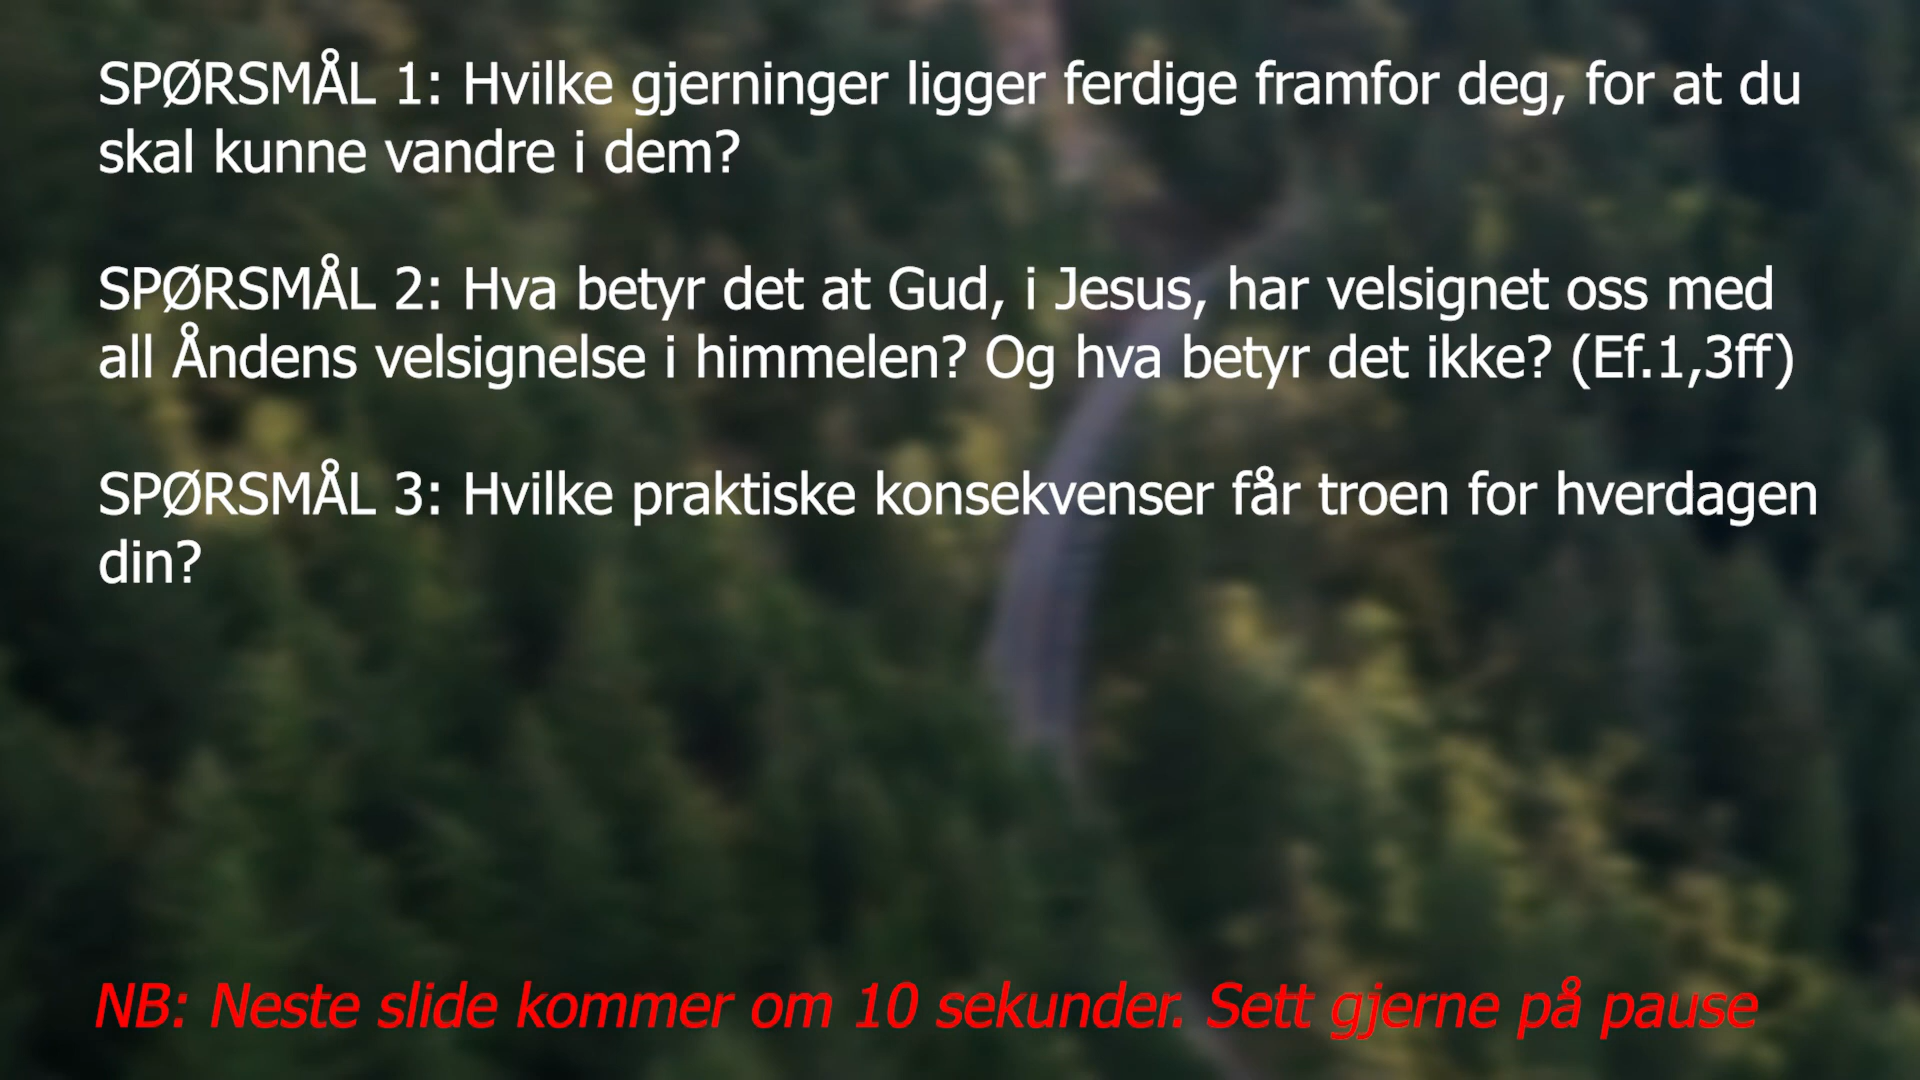 SPØRSMÅL 1: Hvilke gjerninger ligger ferdige framfor deg, for at du
skal kunne vandre i dem?
SPØRSMÅL 2: Hva betyr det at Gud, i Jesus, har velsignet oss med
all Åndens velsignelse i himmelen? Og hva betyr det ikke? (Ef.1,3ff)
SPØRSMÅL 3: Hvilke praktiske konsekvenser får troen for hverdagen
din?
NB: Neste slide kommer om 10 sekunder. Sett gjerne på pause